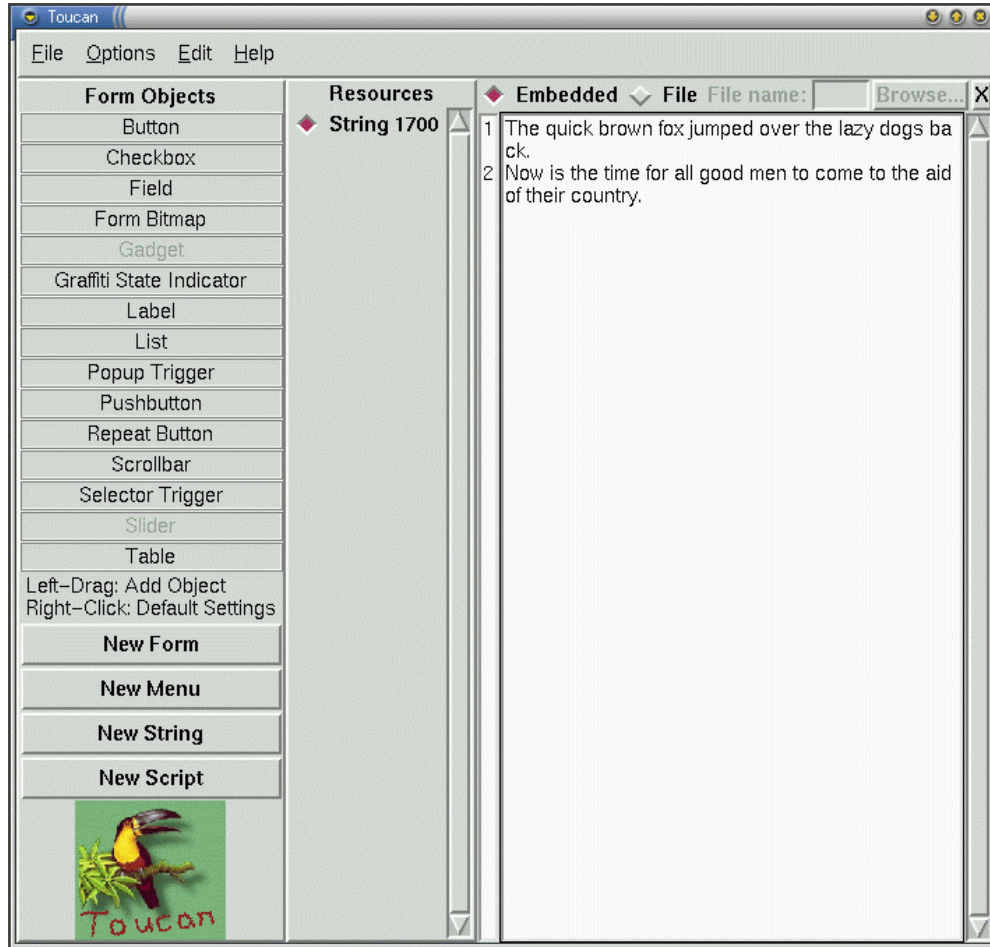 Toucan
File Options Edit Help
Form Objects
Button
Checkbox
Field
Form Bitmap
Gadget
Graffiti State Indicator
Label
List
Popup Trigger
Pushbutton
Repeat Button
Scrollbar
Selector Trigger
Slider
Table
Left-Drag: Add Object
Right-Click: Default Settings
New Form
New Menu
New String
New Script
Toucan
Resources
String 1700
Embedded File File name: Browse... X
1 The quick brown fox jumped over the lazy dogs ba
ck.
2 Now is the time for all good men to come to the aid
of their country.